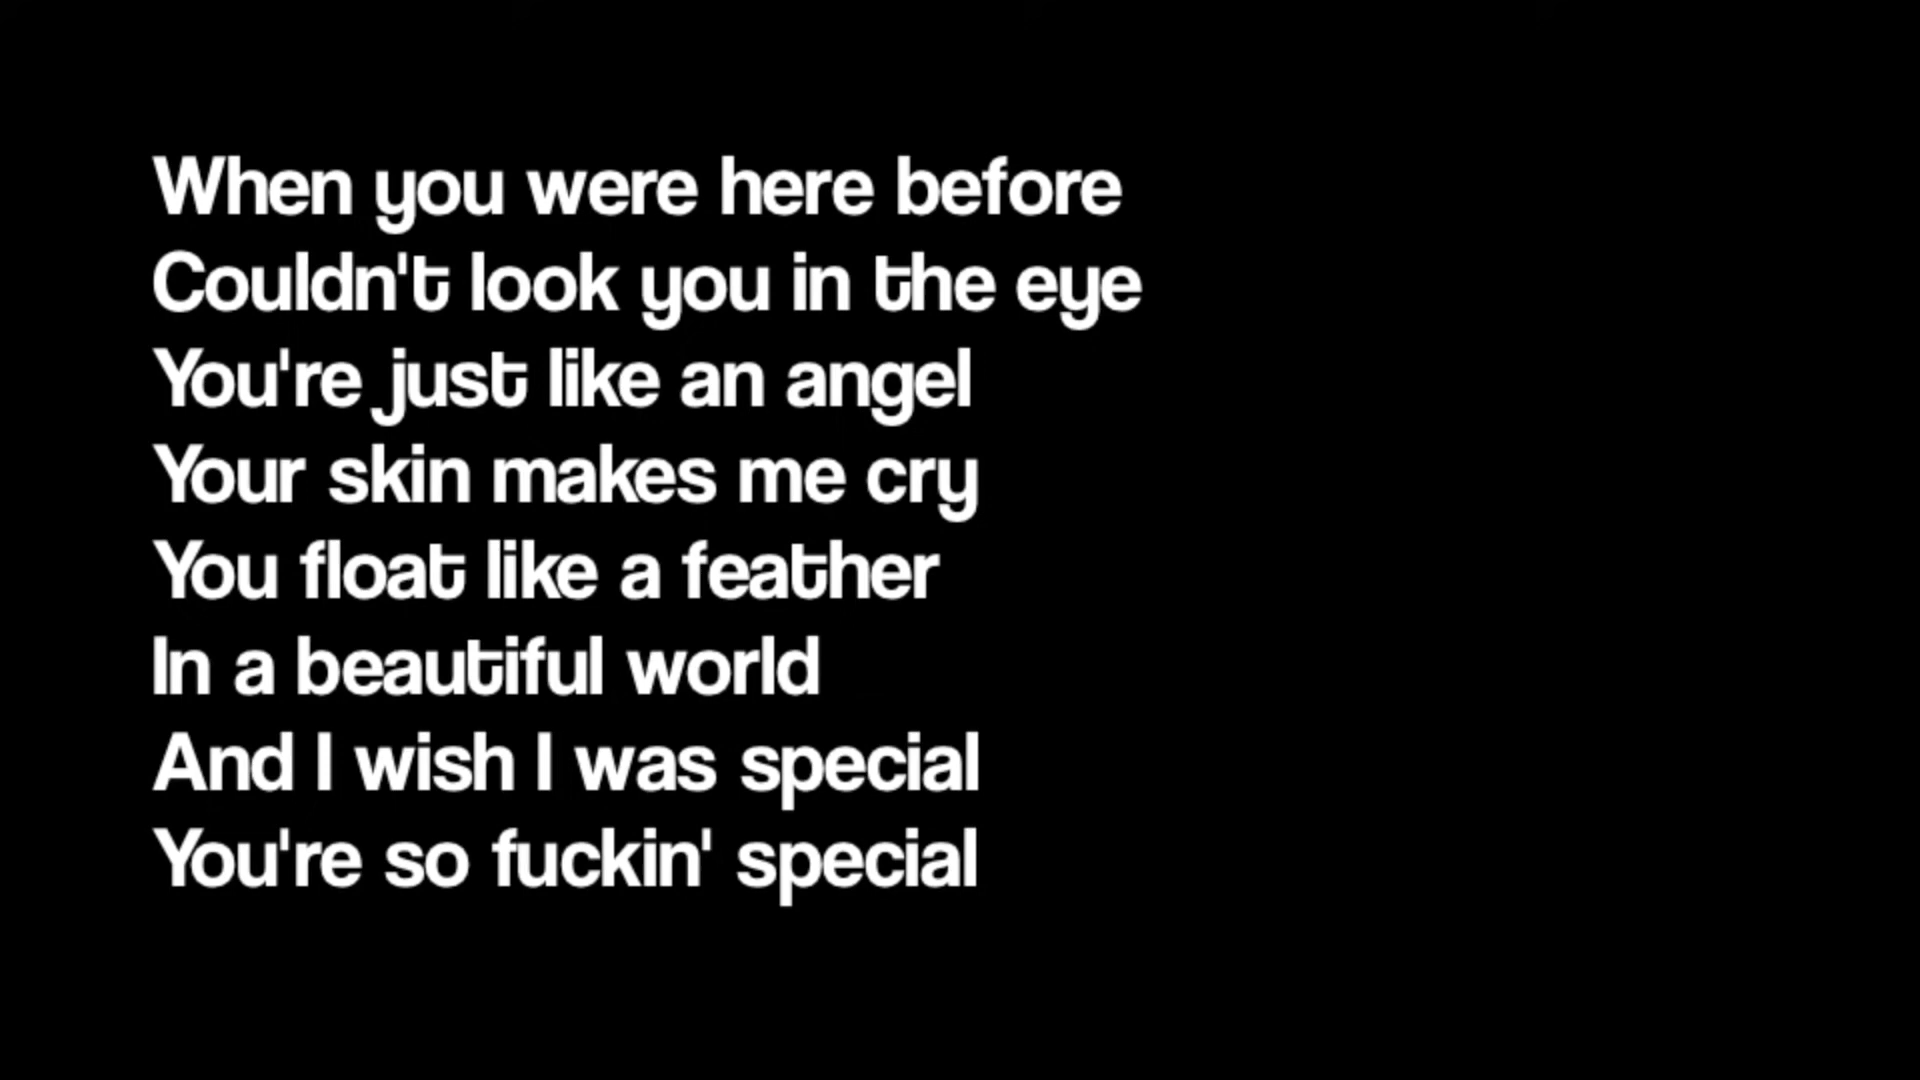 When you were here before
Couldn't look you in the eye
You're just like an angel
Your skin makes me cry
You float like a feather
In a beautiful world
And I wish I was special
You're so fuckin' special